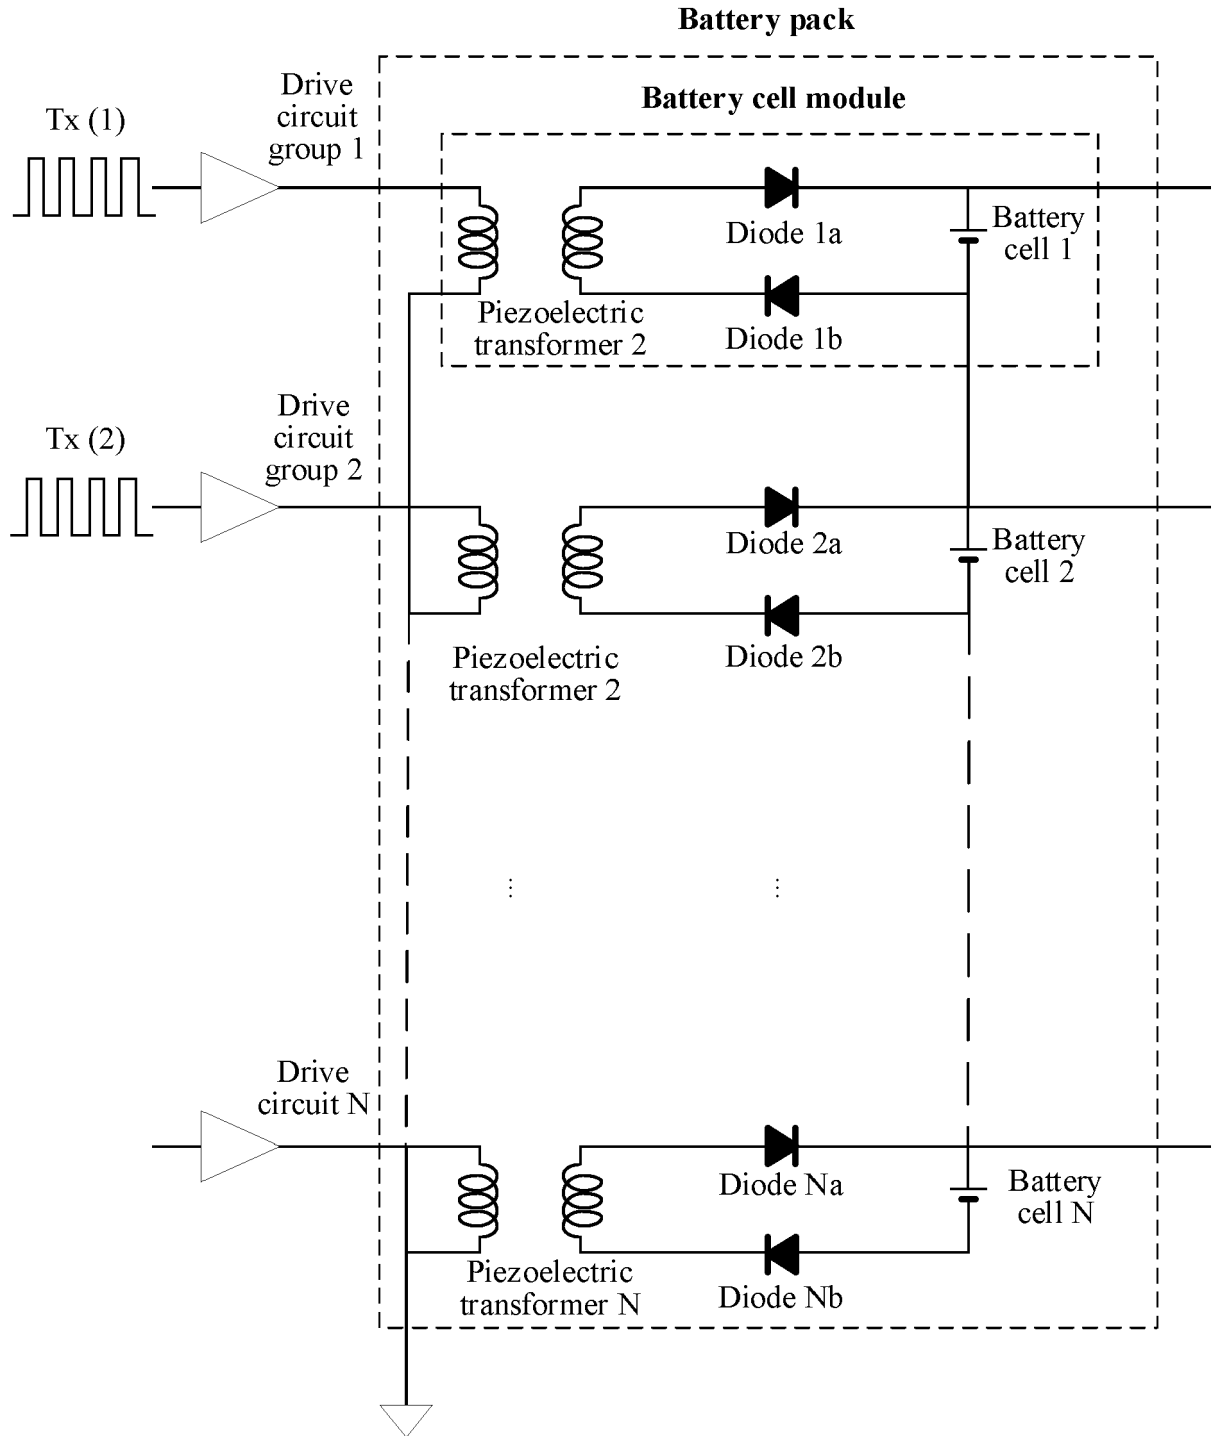 Battery pack
Battery cell module
Tx (1)
Drive
circuit
group 1
Diode 1a
Battery
cell 1
Piezoelectric
transformer 2
Diode 1b
Tx (2)
Drive
circuit
group 2
Diode 2a
Battery
cell 2
Piezoelectric
transformer 2
Diode 2b
⋮
⋮
Drive
circuit N
Diode Na
Battery
cell N
Piezoelectric
transformer N
Diode Nb